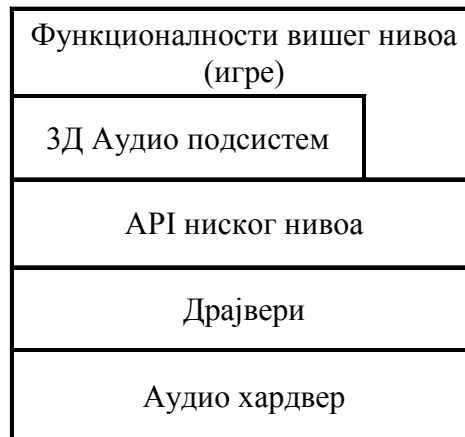 Функционалности вишег нивоа
(игре)
3Д Аудио подсистем
API ниског нивоа
Драјвери
Аудио хардвер